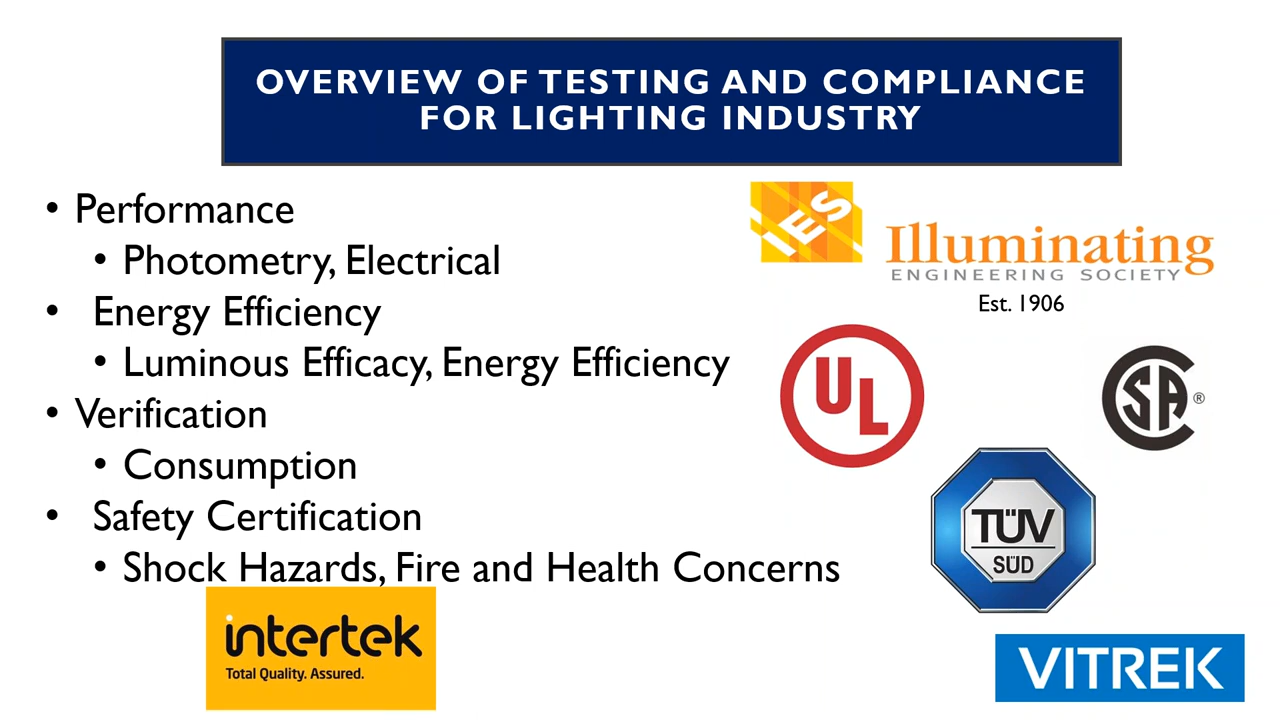 OVERVIEW OF TESTING AND COMPLIANCE
FOR LIGHTING INDUSTRY
• Performance
• Photometry, Electrical
• Energy Efficiency
• Luminous Efficacy, Energy Efficiency
• Verification
• Consumption
• Safety Certification
• Shock Hazards, Fire and Health Concerns
IES
Illuminating
ENGINEERING SOCIETY
Est. 1906
UL
CSA®
TÜV
SÜD
intertek
Total Quality. Assured.
VITREK